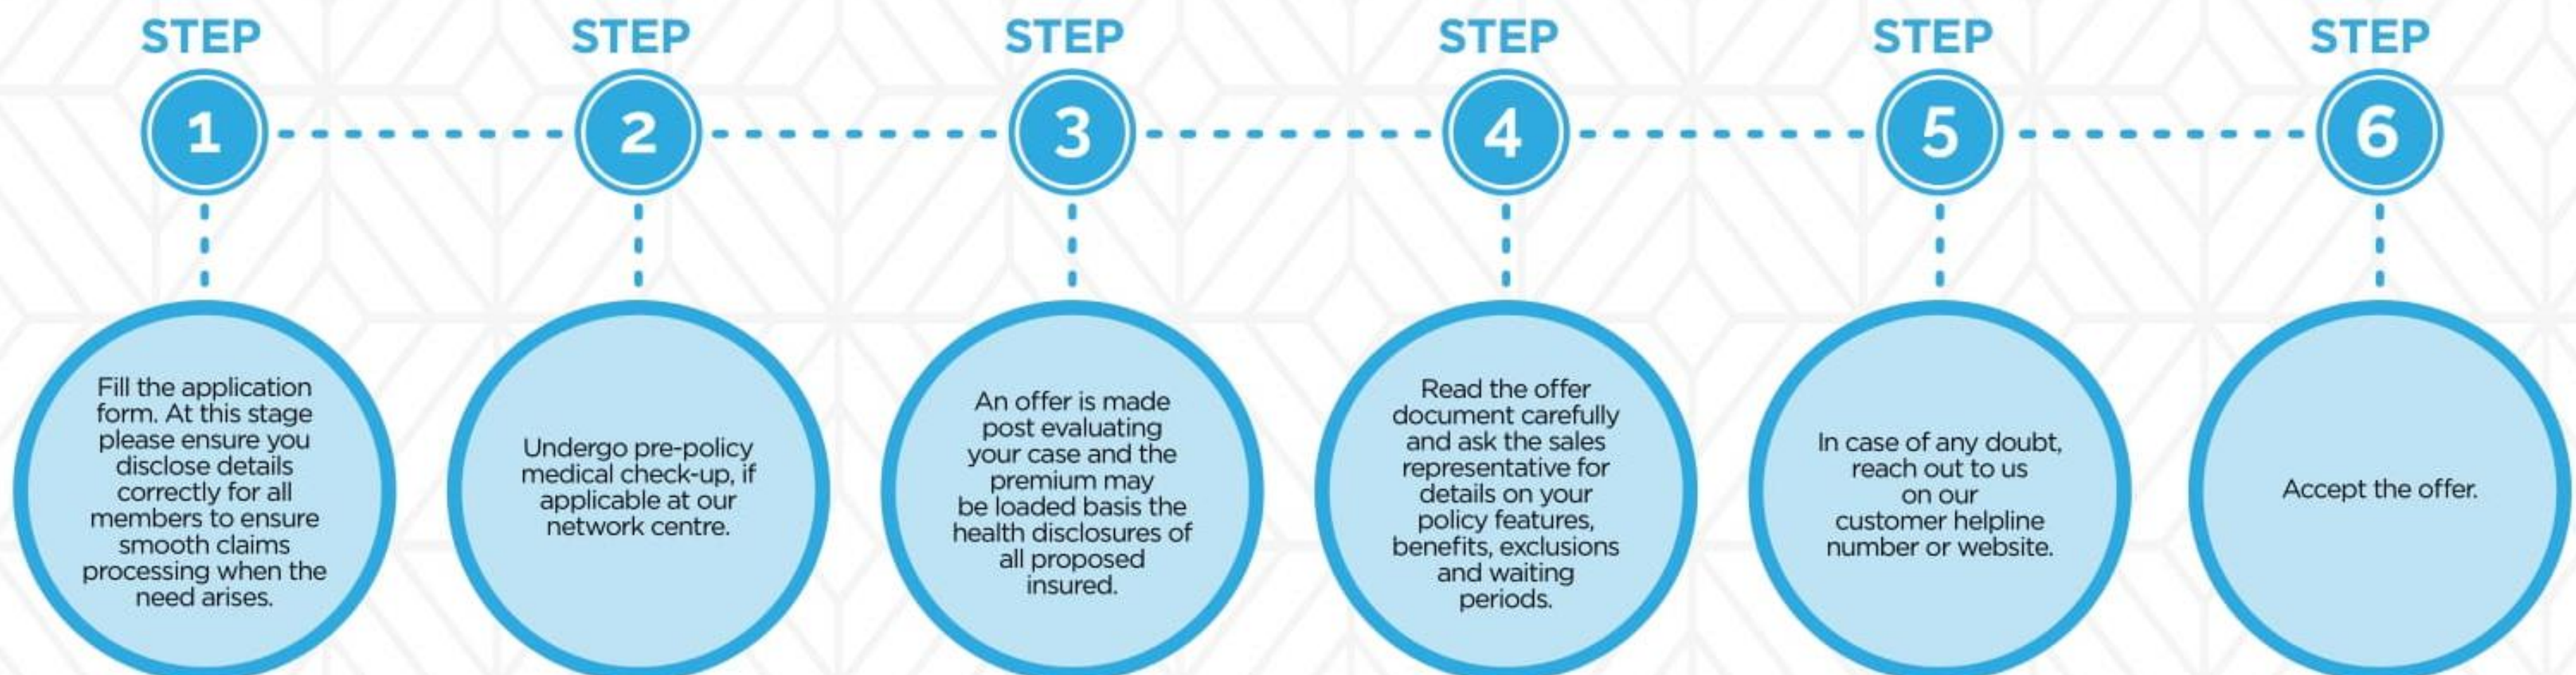 STEP
1
Fill the application
form. At this stage
please ensure you
disclose details
correctly for all
members to ensure
smooth claims
processing when the
need arises.
STEP
2
Undergo pre-policy
medical check-up, if
applicable at our
network centre.
STEP
3
An offer is made
post evaluating
your case and the
premium may
be loaded basis the
health disclosures of
all proposed
insured.
STEP
4
Read the offer
document carefully
and ask the sales
representative for
details on your
policy features,
benefits, exclusions
and waiting
periods.
STEP
5
In case of any doubt,
reach out to us
on our
customer helpline
number or website.
STEP
6
Accept the offer.